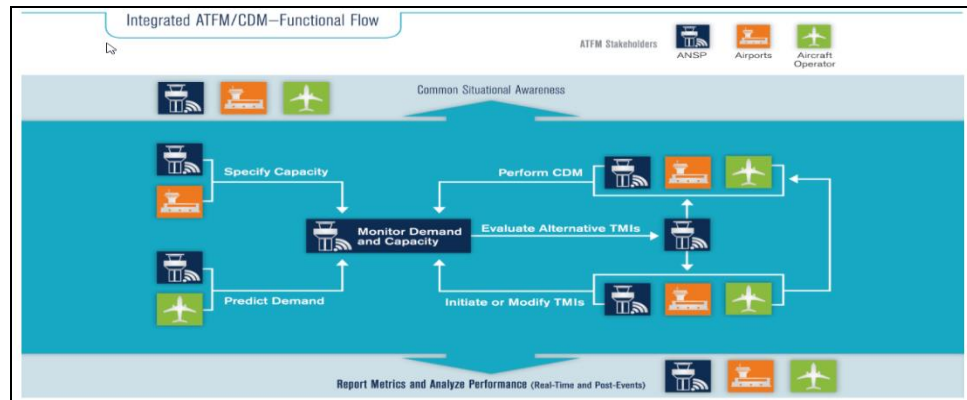 Integrated ATFM/CDM–Functional Flow
ATFM Stakeholders
ANSP
Airports
Aircraft
Operator
Common Situational Awareness
Specify Capacity
Perform CDM
Monitor Demand
and Capacity
Evaluate Alternative TMIs
Predict Demand
Initiate or Modify TMIs
Report Metrics and Analyze Performance (Real-Time and Post-Events)